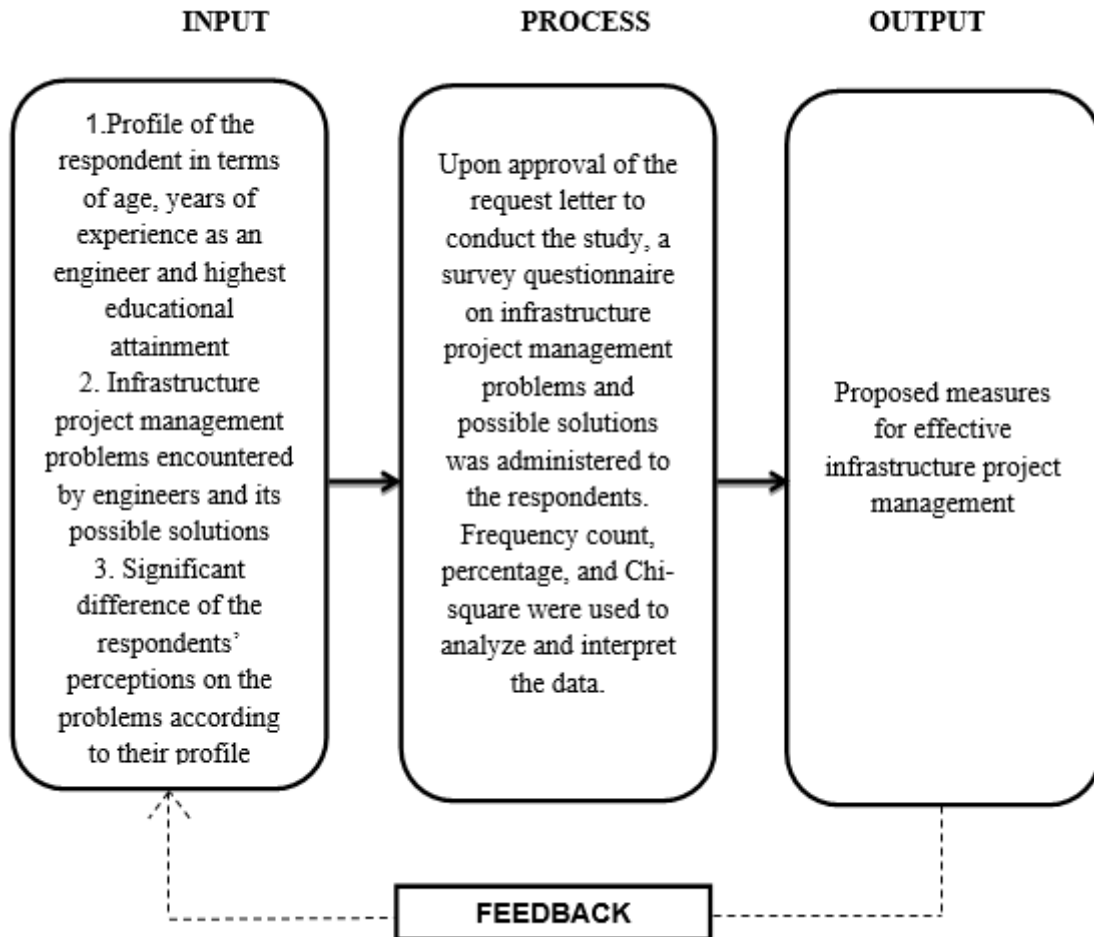 INPUT
PROCESS
OUTPUT
1.Profile of the
respondent in terms
of age, years of
experience as an
engineer and highest
educational
attainment
2. Infrastructure
project management
problems encountered
by engineers and its
possible solutions
3. Significant
difference of the
respondents’
perceptions on the
problems according
to their profile
Upon approval of the
request letter to
conduct the study, a
survey questionnaire
on infrastructure
project management
problems and
possible solutions
was administered to
the respondents.
Frequency count,
percentage, and Chi-
square were used to
analyze and interpret
the data.
Proposed measures
for effective
infrastructure project
management
FEEDBACK